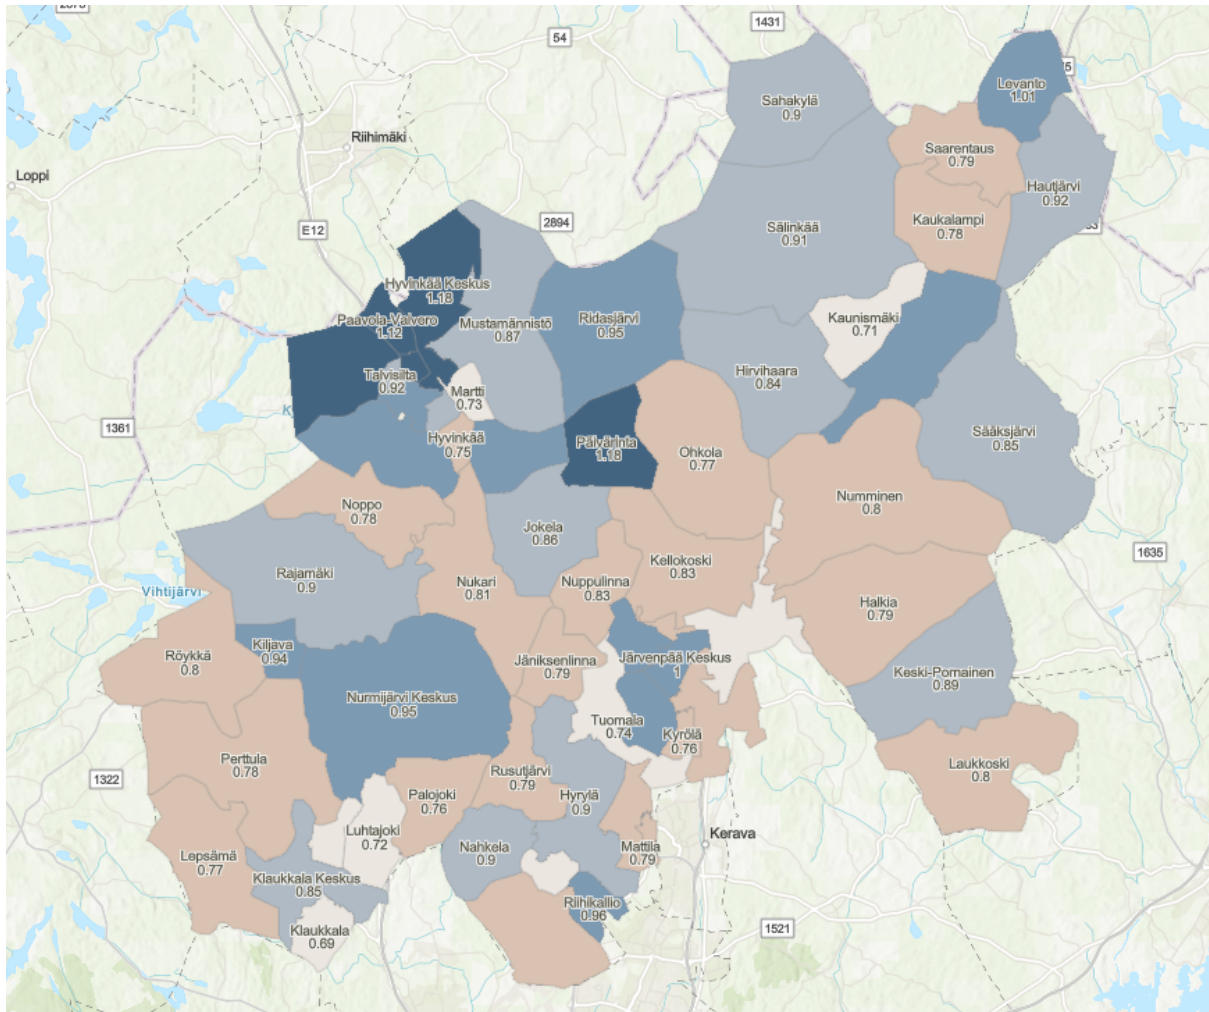 2873
1431
54
Levanto
1.01
75
Sahakylä
0.9
Riihimäki
Saarentaus
0.79
Loppi
Hautjärvi
0.92
Kaukalampi
0.78
2894
E12
Sälinkää
0.91
Hyvinkää Keskus
1.18
Paavola-Valvero
1.12
Mustamännistö
0.87
Ridasjärvi
0.95
Kaunismäki
0.71
Talvisilta
0.92
Martti
0.73
Hirvihaara
0.84
1361
Hyvinkää
0.75
Päivärinta
1.18
Ohkola
0.77
Sääksjärvi
0.85
Noppo
0.78
Numminen
0.8
Jokela
0.86
1635
Rajamäki
0.9
Vihtijärvi
Nukari
0.81
Nuppulinna
0.83
Kellokoski
0.83
Halkia
0.79
Röykkä
0.8
Kiljava
0.94
Jäniksenlinna
0.79
Järvenpää Keskus
1
Keski-Pornainen
0.89
Nurmijärvi Keskus
0.95
Tuomala
0.74
Kyrölä
0.76
Perttula
0.78
1322
Rusutjärvi
0.79
Laukkoski
0.8
Palojoki
0.76
Hyrylä
0.9
Luhtajoki
0.72
Kerava
Nahkela
0.9
Mattila
0.79
Lepsämä
0.77
Klaukkala Keskus
0.85
Riihikallio
0.96
Klaukkala
0.69
1521